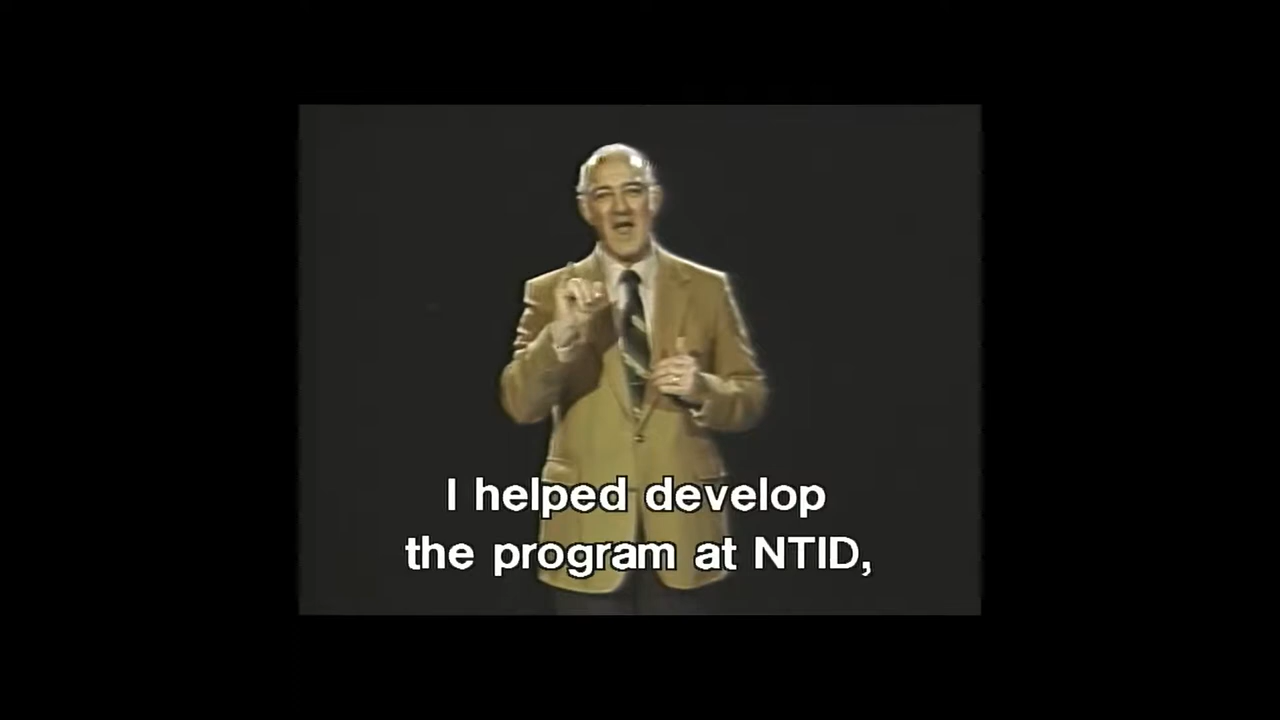 I helped develop
the program at NTID,